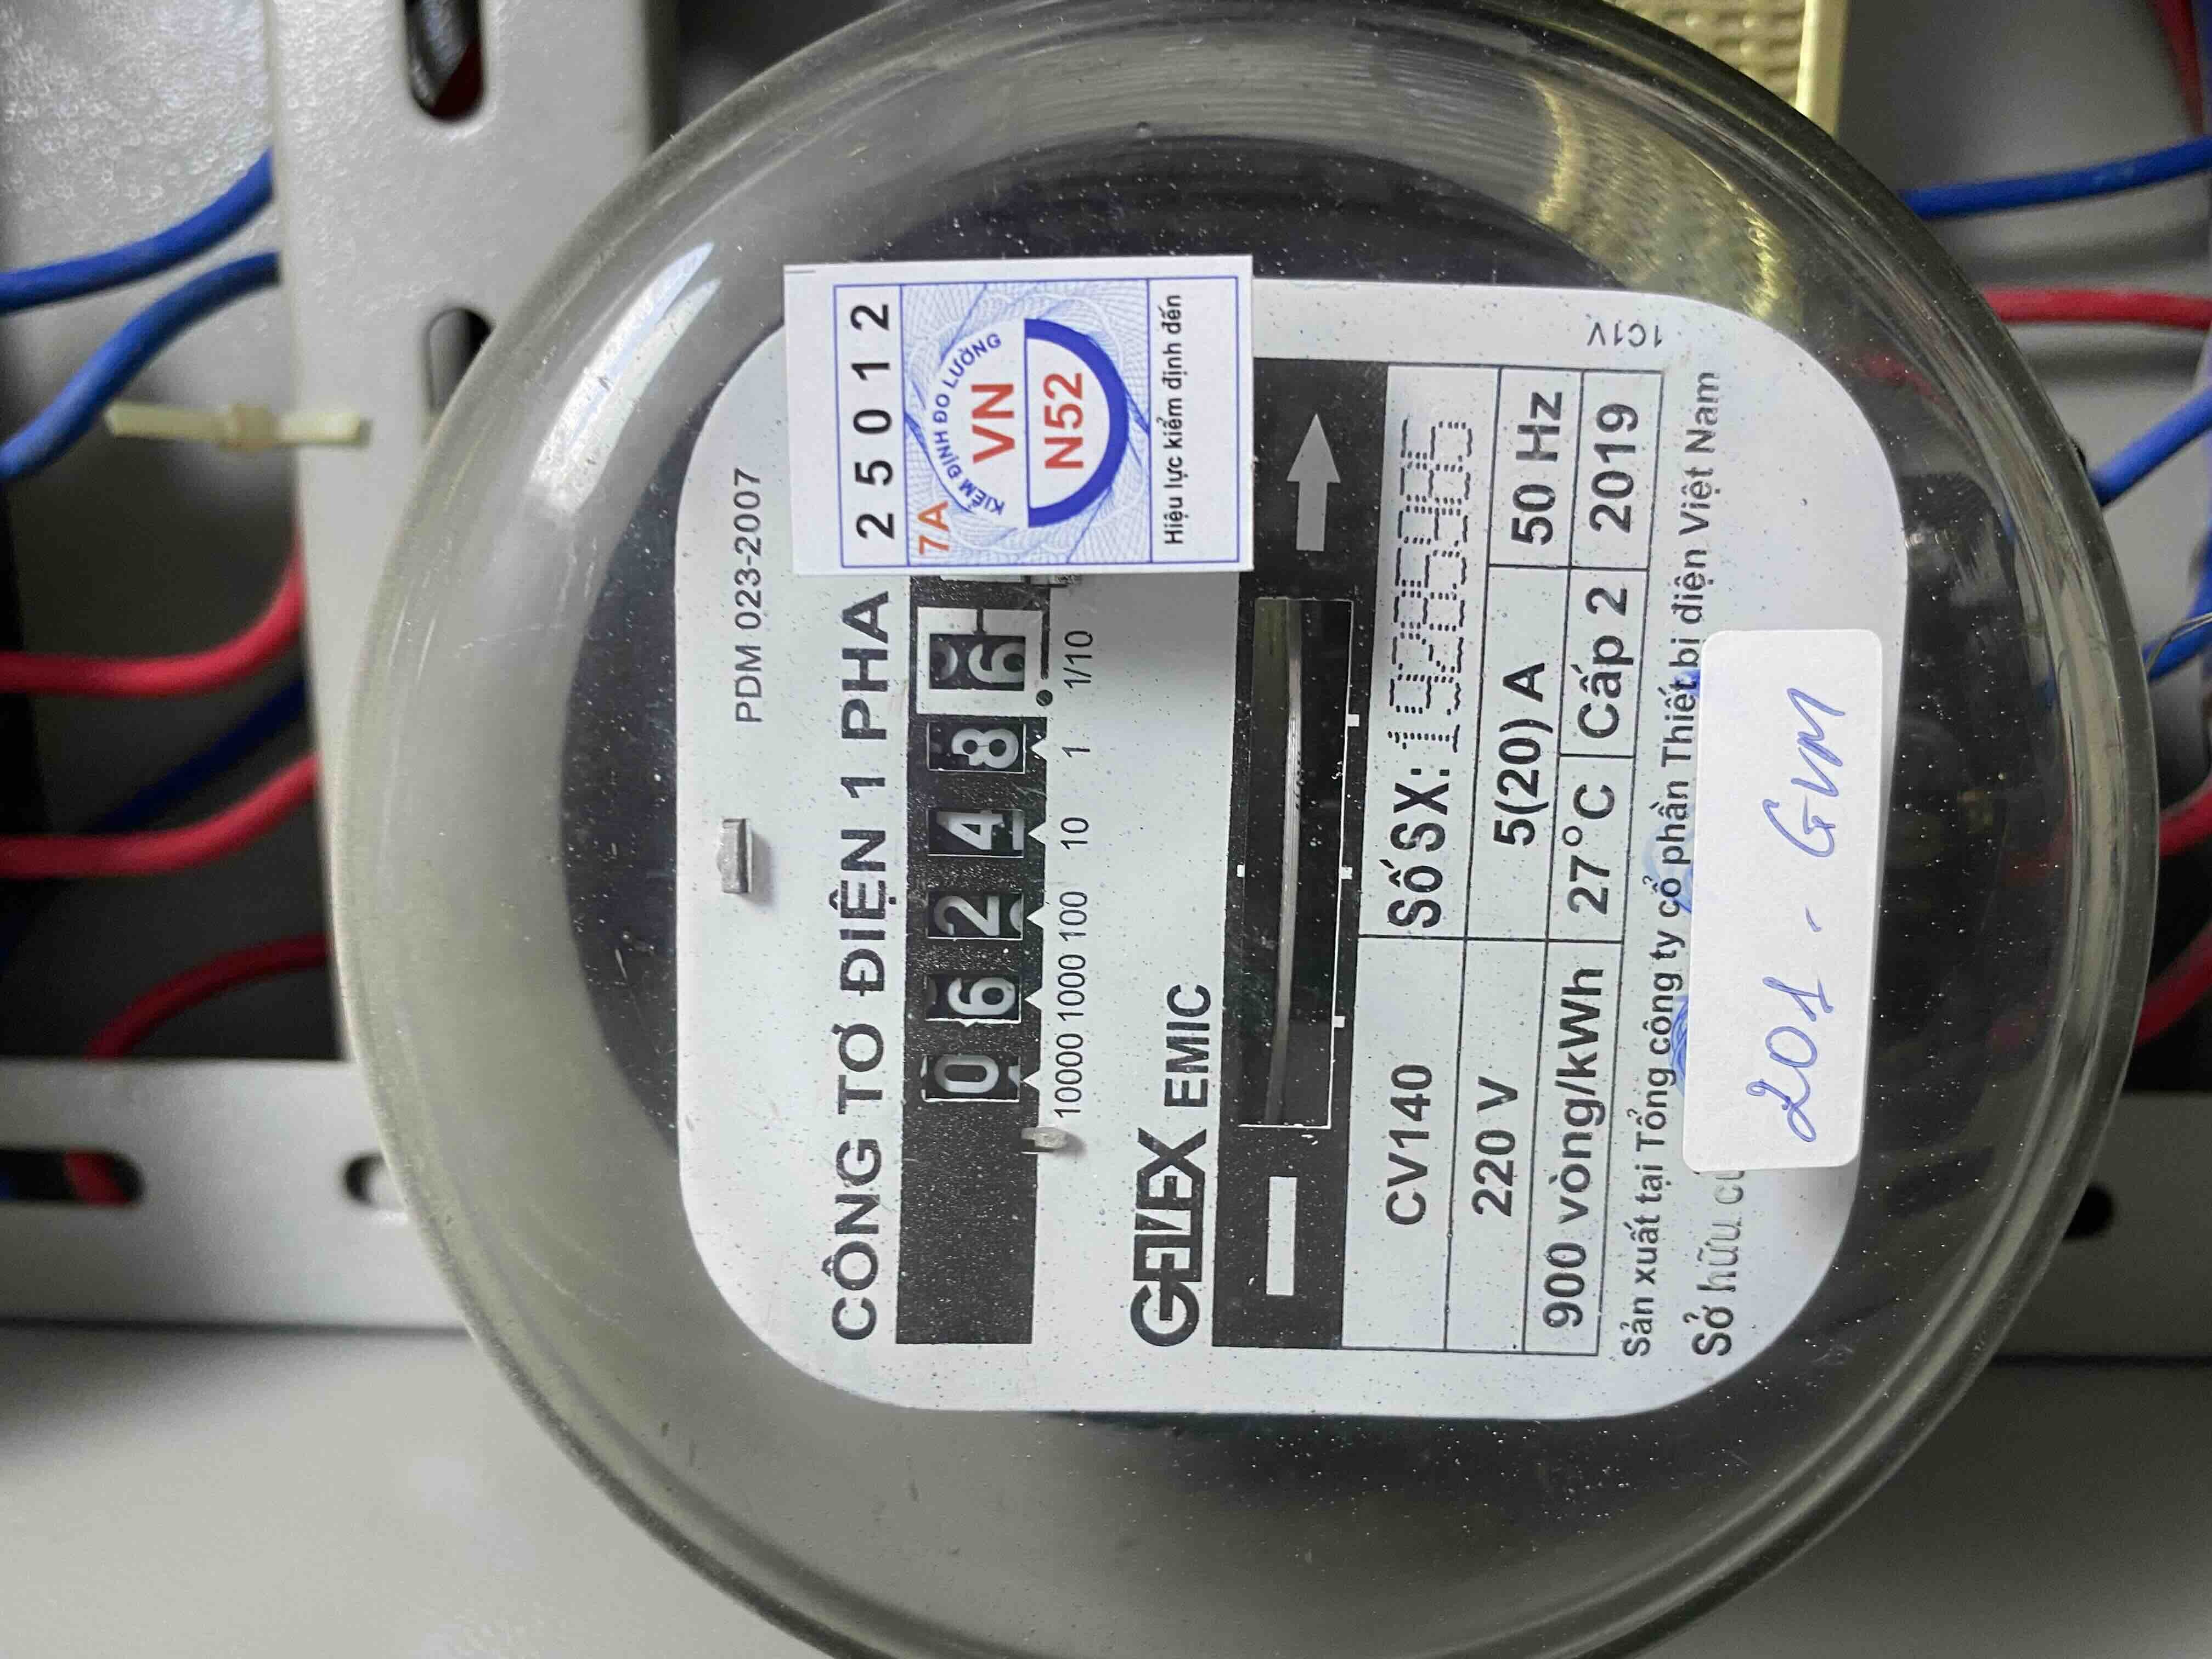 PDM 023-2007
CÔNG TƠ ĐIỆN 1 PHA
2 5 0 1 2
7A
KIỂM ĐỊNH ĐO LƯỜNG
VN
N52
Hiệu lực kiểm định đến
0 6 2 4 8 6
10000 1000 100 10 1 1/10
GELEX EMIC
CV140 Số SX:
220 V 5(20) A 50 Hz
900 vòng/kWh 27°C Cấp 2 2019
1C1V
Sản xuất tại Tổng công ty cổ phần Thiết bị điện Việt Nam
Sở hữu
201 - GVM